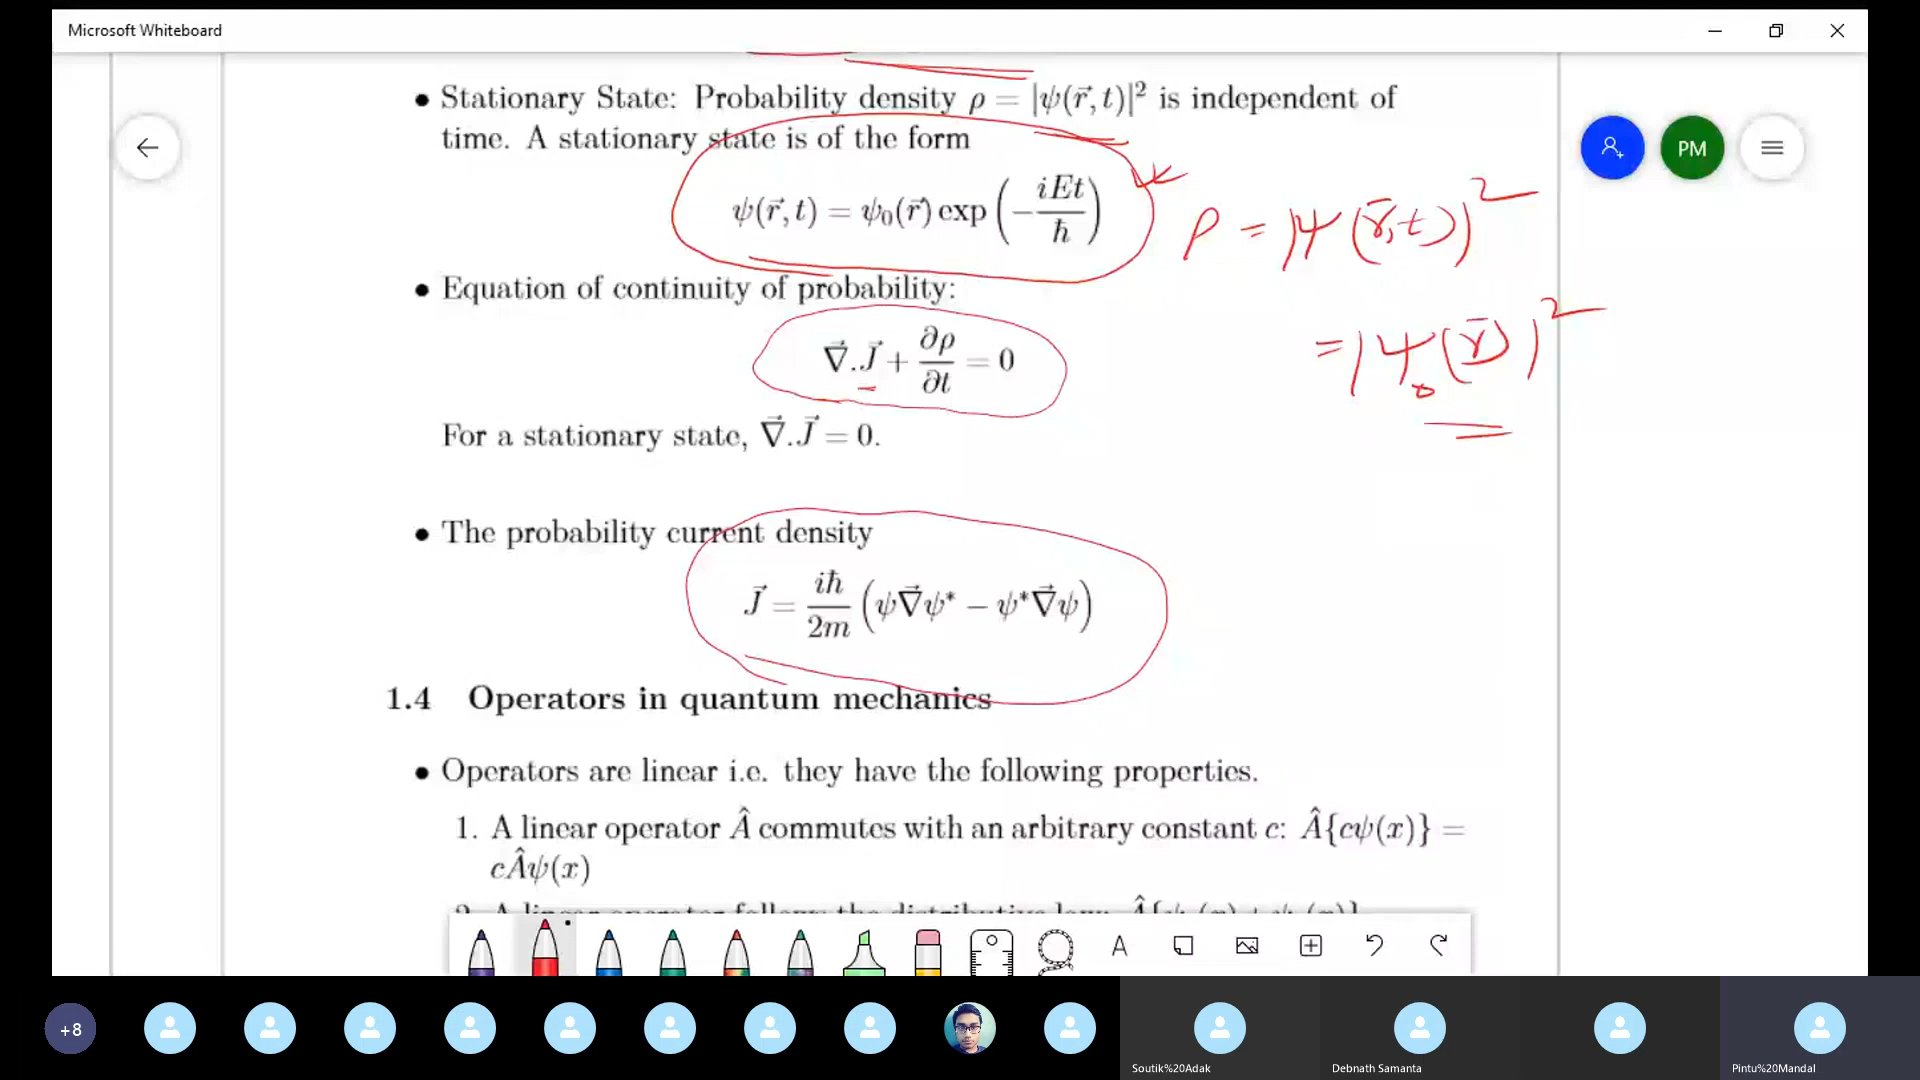 Microsoft Whiteboard
• Stationary State: Probability density ρ = |ψ(r⃗, t)|² is independent of
time. A stationary state is of the form
ψ(r⃗, t) = ψ₀(r⃗) exp (−iEt/ħ)
ρ = |ψ(r̄, t)|²
• Equation of continuity of probability:
= |ψ₀(r̄)|²
∇⃗.J⃗ + ∂ρ/∂t = 0
For a stationary state, ∇⃗.J⃗ = 0.
• The probability current density
J⃗ = iħ/2m (ψ∇⃗ψ* − ψ*∇⃗ψ)
1.4 Operators in quantum mechanics
• Operators are linear i.e. they have the following properties.
1. A linear operator Â commutes with an arbitrary constant c: Â{cψ(x)} =
cÂψ(x)
PM
A
+8
Soutik%20Adak
Debnath Samanta
Pintu%20Mandal